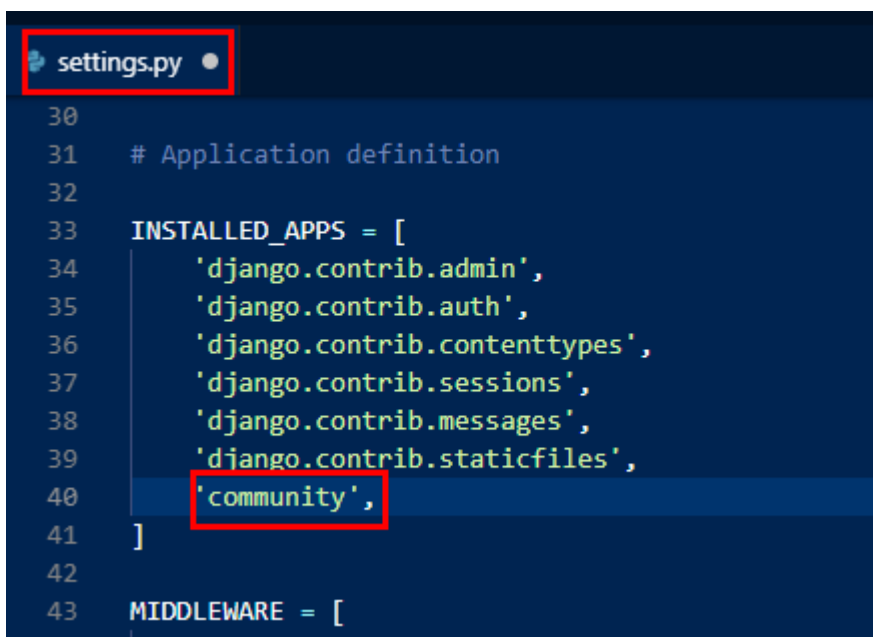 settings.py
30
31 # Application definition
32
33 INSTALLED_APPS = [
34 'django.contrib.admin',
35 'django.contrib.auth',
36 'django.contrib.contenttypes',
37 'django.contrib.sessions',
38 'django.contrib.messages',
39 'django.contrib.staticfiles',
40 'community',
41 ]
42
43 MIDDLEWARE = [